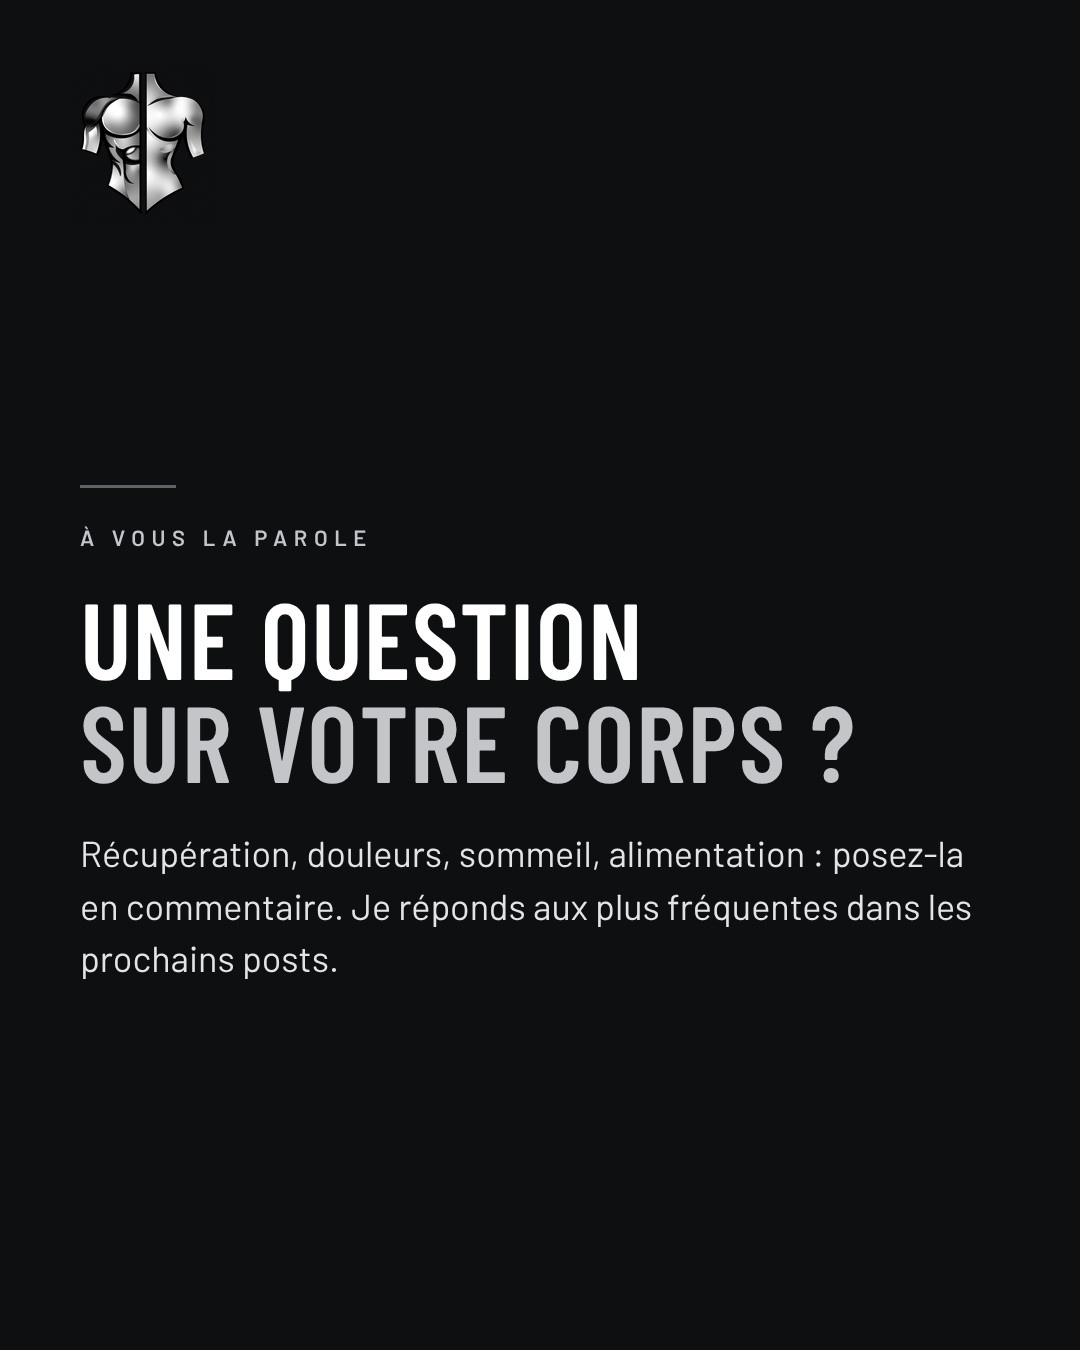 À VOUS LA PAROLE
UNE QUESTION
SUR VOTRE CORPS ?
Récupération, douleurs, sommeil, alimentation : posez-la
en commentaire. Je réponds aux plus fréquentes dans les
prochains posts.